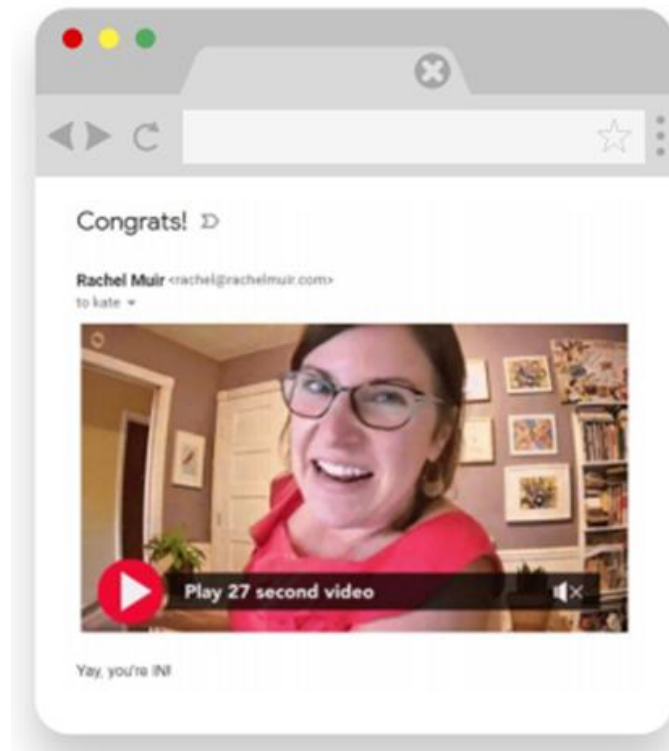 Congrats!
Rachel Muir <rachel@rachelmuir.com>
to kate
Play 27 second video
Yay, you're IN!